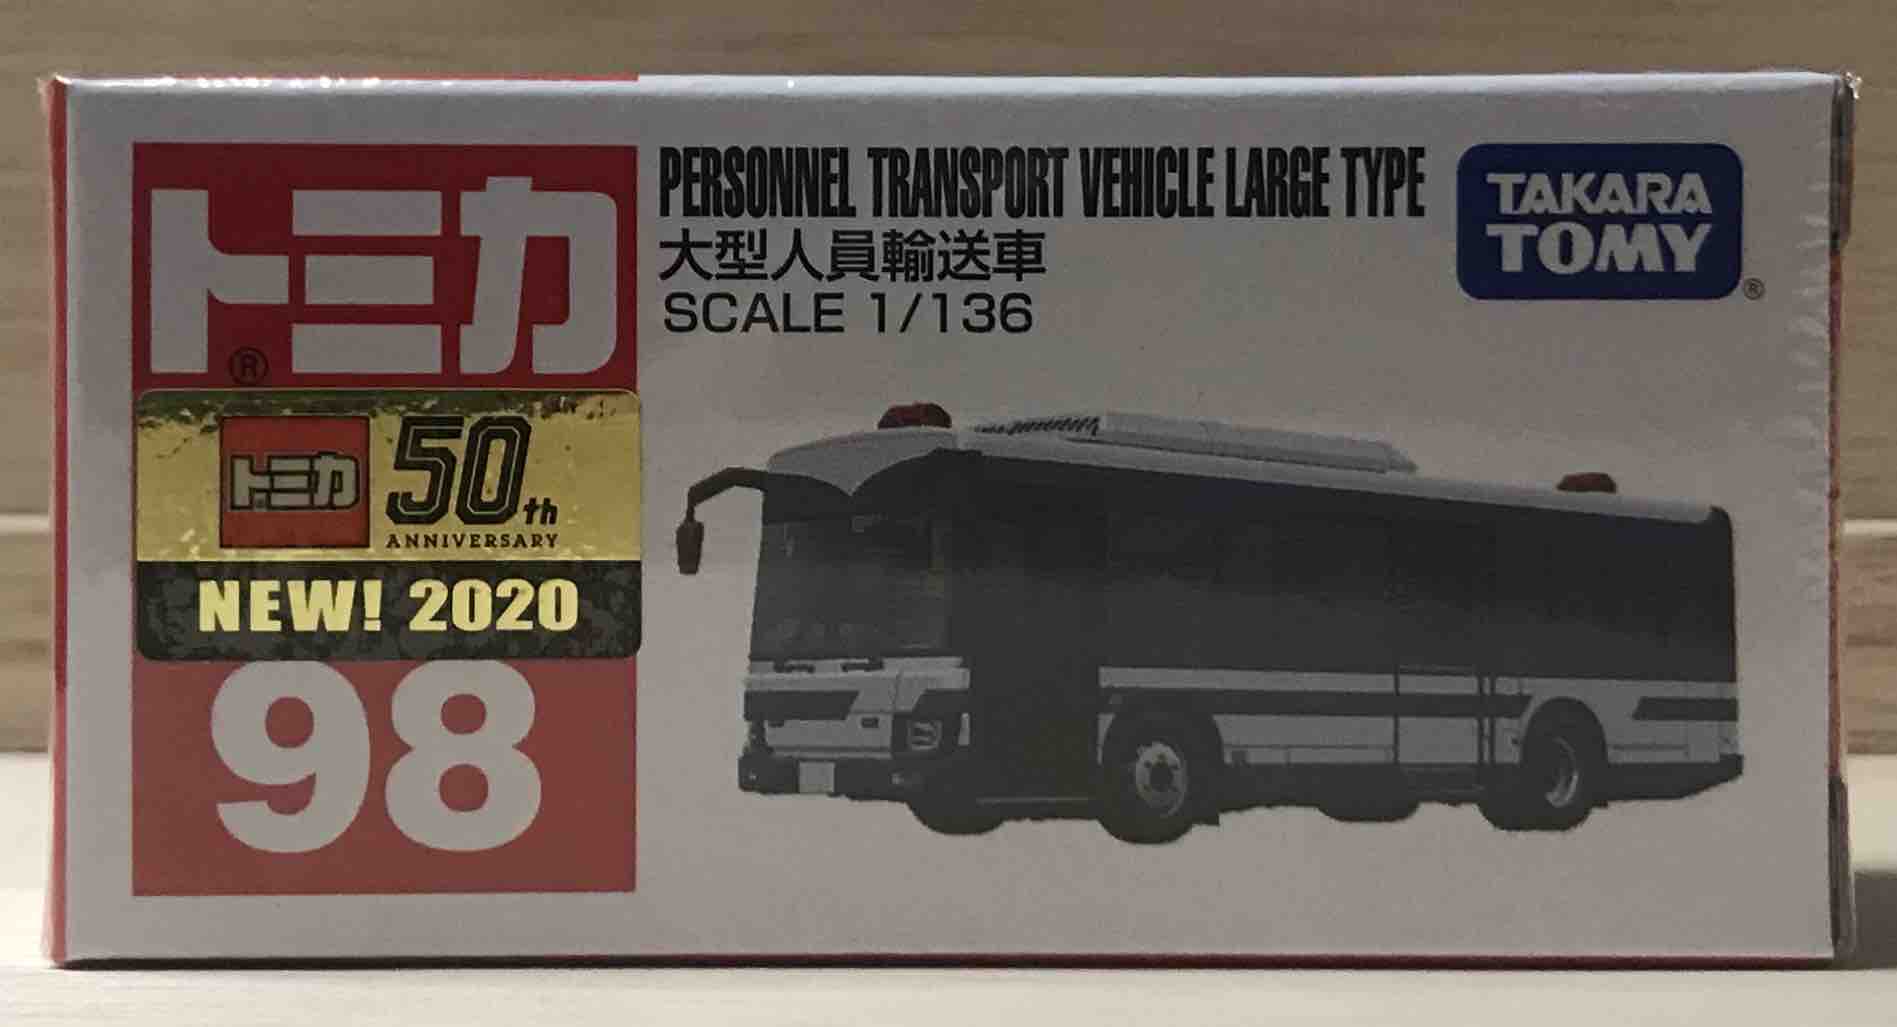 トミカ
®
トミカ
50th
ANNIVERSARY
NEW! 2020
98
PERSONNEL TRANSPORT VEHICLE LARGE TYPE
大型人員輸送車
SCALE 1/136
TAKARA
TOMY
®